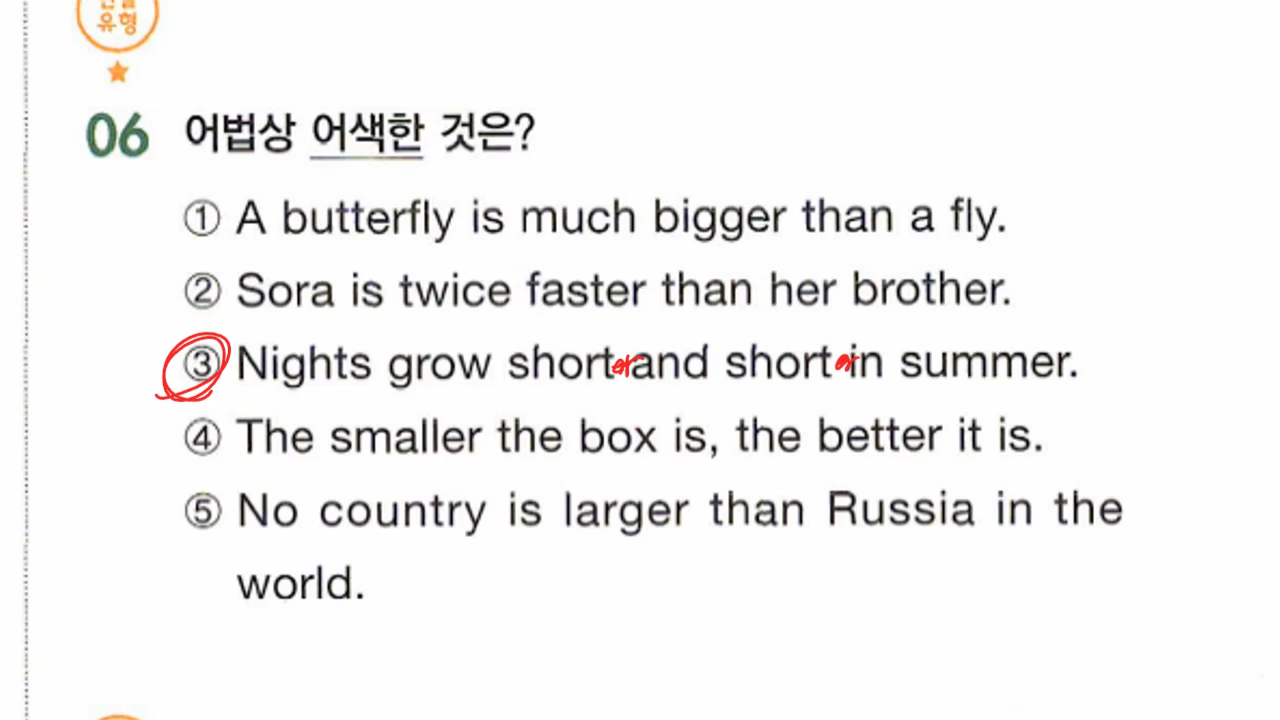 유형
06 어법상 어색한 것은?
① A butterfly is much bigger than a fly.
② Sora is twice faster than her brother.
③ Nights grow shorter and shorter in summer.
④ The smaller the box is, the better it is.
⑤ No country is larger than Russia in the
world.